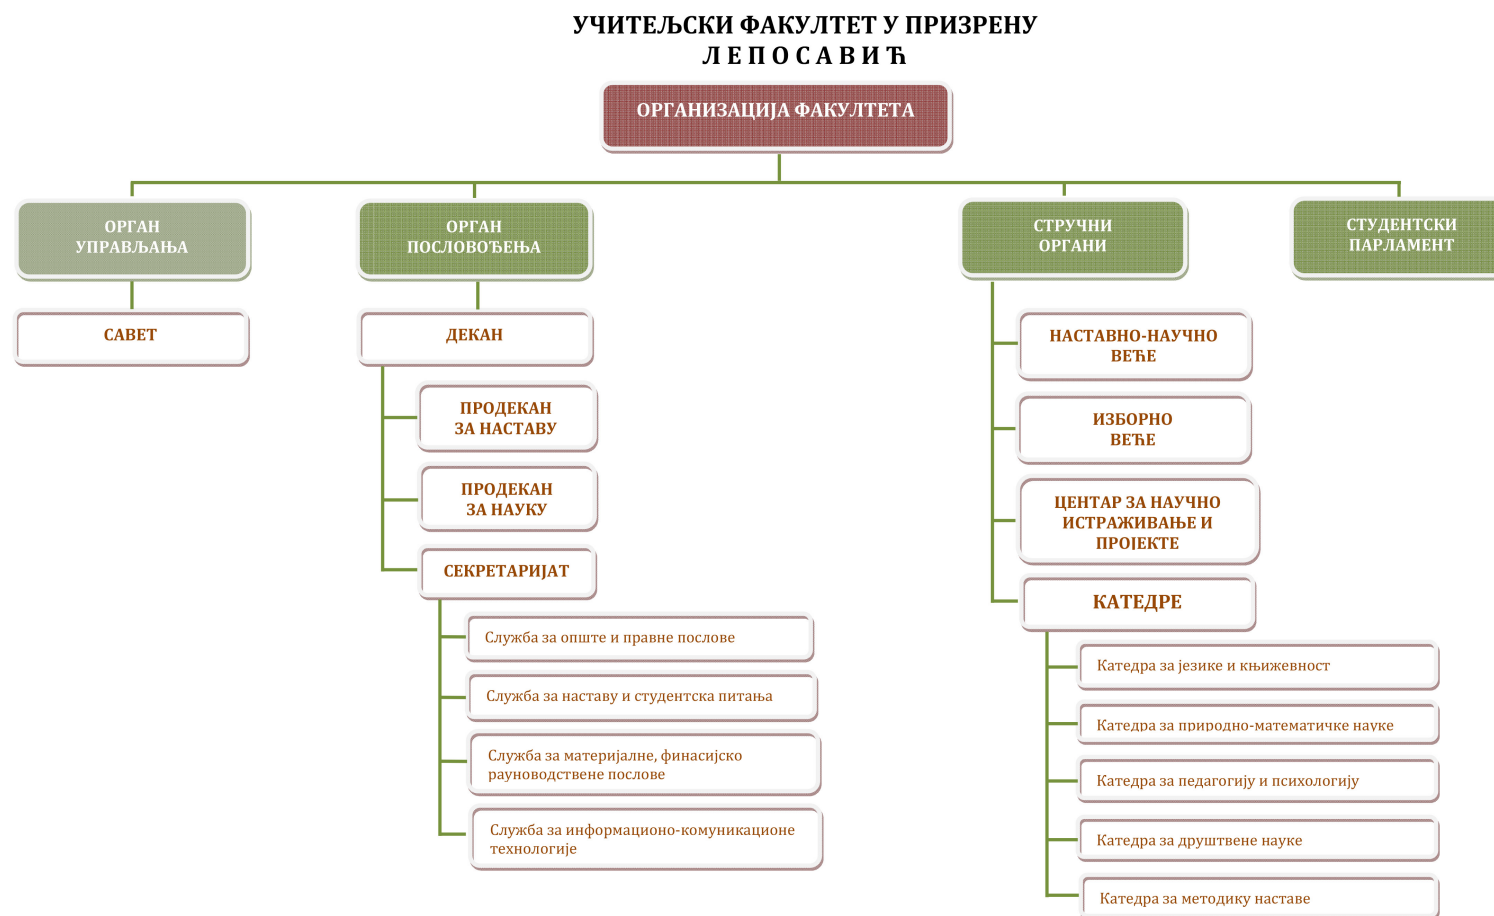 УЧИТЕЉСКИ ФАКУЛТЕТ У ПРИЗРЕНУ
Л Е П О С А В И Ћ
ОРГАНИЗАЦИЈА ФАКУЛТЕТА
ОРГАН
УПРАВЉАЊА
САВЕТ
ОРГАН
ПОСЛОВОЂЕЊА
ДЕКАН
ПРОДЕКАН
ЗА НАСТАВУ
ПРОДЕКАН
ЗА НАУКУ
СЕКРЕТАРИЈАТ
Служба за опште и правне послове
Служба за наставу и студентска питања
Служба за материјалне, финасијско
рауноводствене послове
Служба за информационо-комуникационе
технологије
СТРУЧНИ
ОРГАНИ
НАСТАВНО-НАУЧНО
ВЕЋЕ
ИЗБОРНО
ВЕЋЕ
ЦЕНТАР ЗА НАУЧНО
ИСТРАЖИВАЊЕ И
ПРОЈЕКТЕ
КАТЕДРЕ
Катедра за језике и књижевност
Катедра за природно-математичке науке
Катедра за педагогију и психологију
Катедра за друштвене науке
Катедра за методику наставе
СТУДЕНТСКИ
ПАРЛАМЕНТ